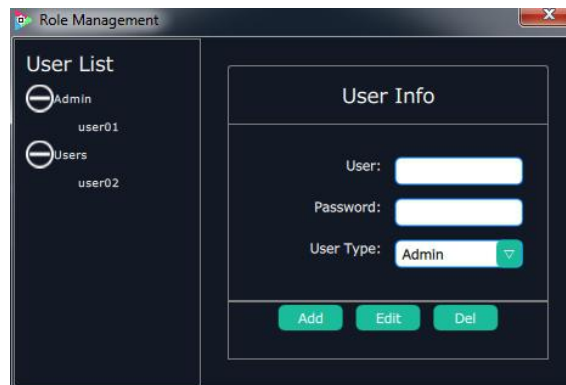 Role Management
X
User List
Admin
user01
Users
user02
User Info
User:
Password:
User Type: Admin
Add Edit Del